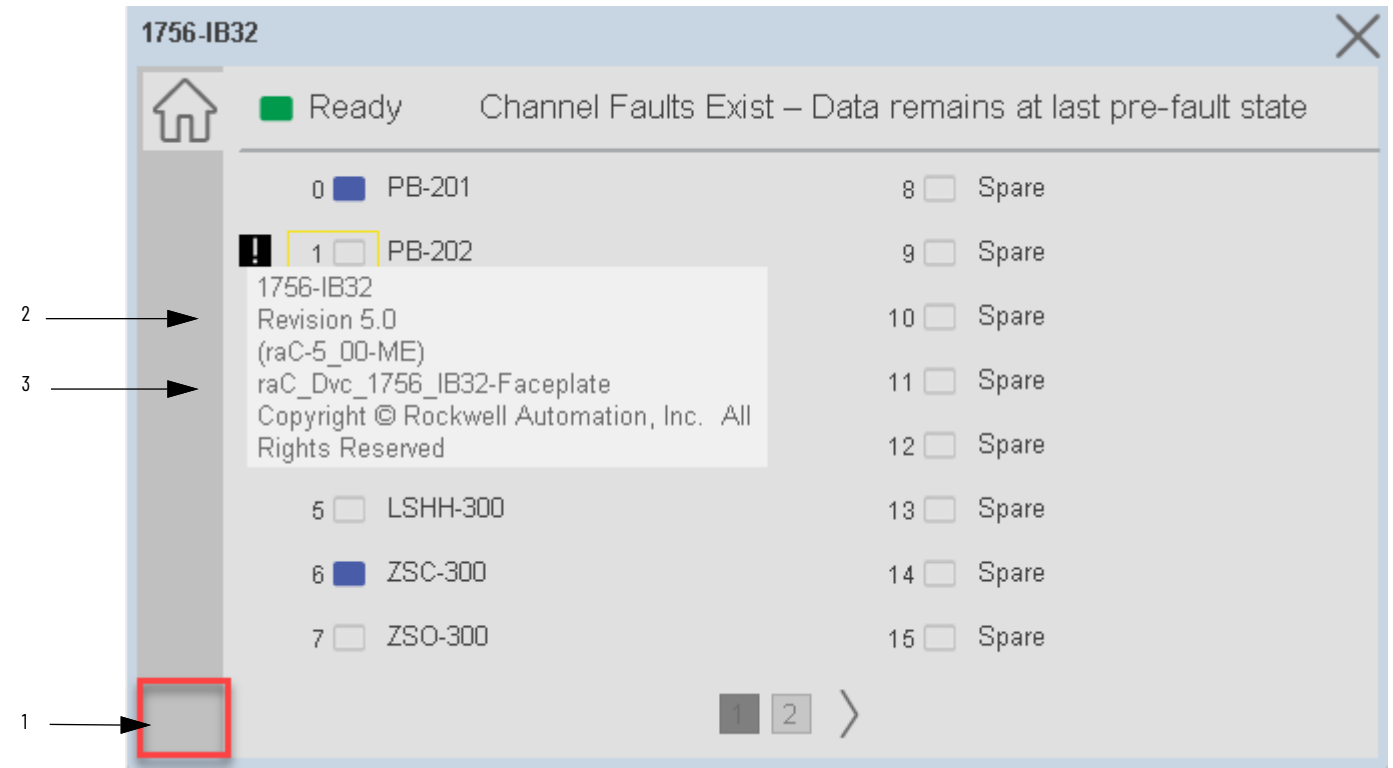 1756-IB32
Ready Channel Faults Exist – Data remains at last pre-fault state
0 PB-201 8 Spare
! 1 PB-202 9 Spare
1756-IB32
2 Revision 5.0 10 Spare
(raC-5_00-ME)
3 raC_Dvc_1756_IB32-Faceplate 11 Spare
Copyright © Rockwell Automation, Inc. All
Rights Reserved 12 Spare
5 LSHH-300 13 Spare
6 ZSC-300 14 Spare
7 ZSO-300 15 Spare
1 1 2